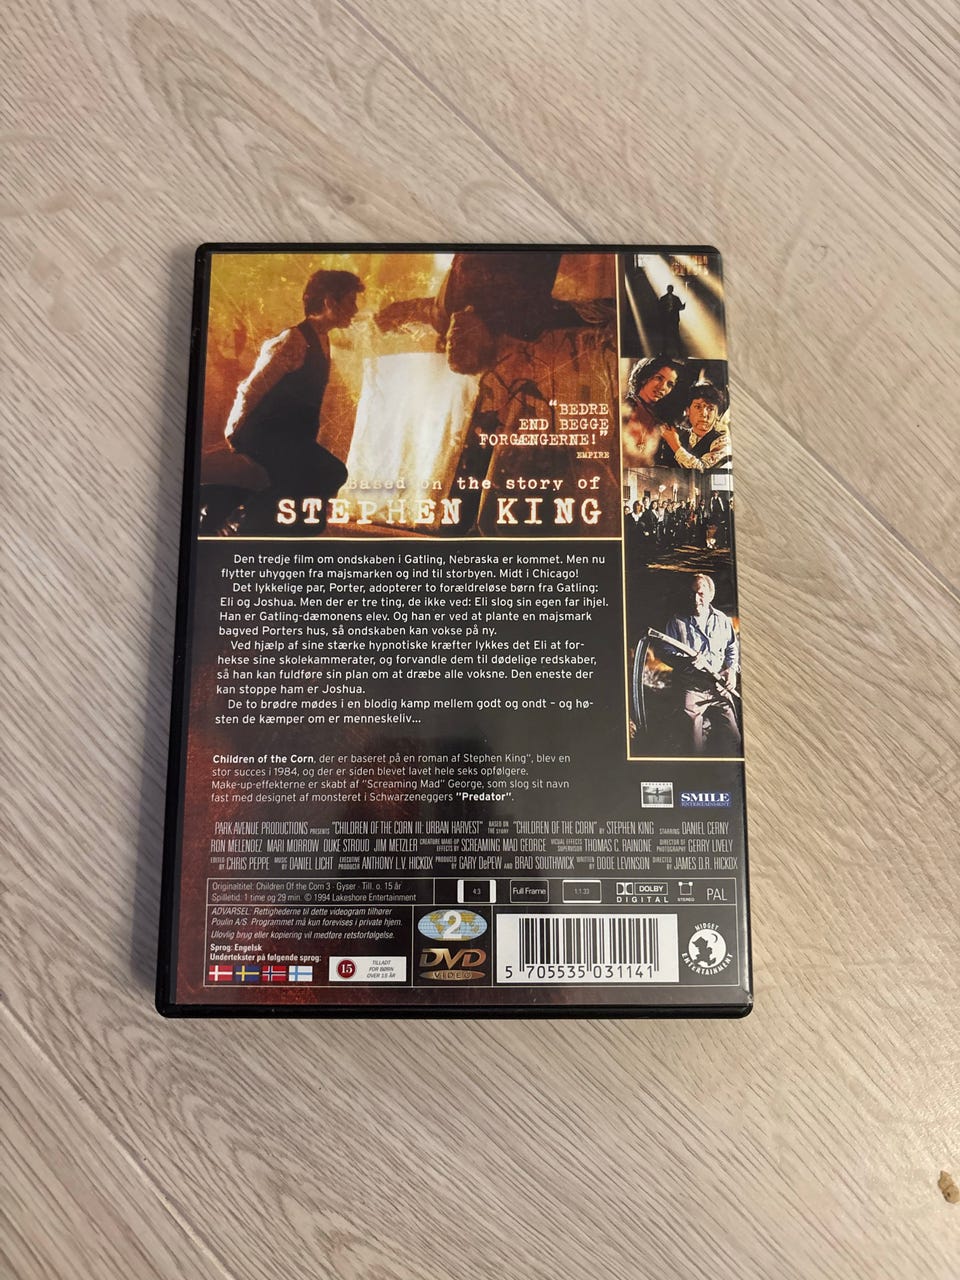 "BEDRE
END BEGGE
FORGÆNGERNE!"
EMPIRE
Based on the story of
STEPHEN KING
Den tredje film om ondskaben i Gatling, Nebraska er kommet. Men nu
flytter uhyggen fra majsmarken og ind til storbyen. Midt i Chicago!
Det lykkelige par, Porter, adopterer to forældreløse børn fra Gatling:
Eli og Joshua. Men der er tre ting, de ikke ved: Eli slog sin egen far ihjel.
Han er Gatling-dæmonens elev. Og han er ved at plante en majsmark
bagved Porters hus, så ondskaben kan vokse på ny.
Ved hjælp af sine stærke hypnotiske kræfter lykkes det Eli at for-
hekse sine skolekammerater, og forvandle dem til dødelige redskaber,
så han kan fuldføre sin plan om at dræbe alle voksne. Den eneste der
kan stoppe ham er Joshua.
De to brødre mødes i en blodig kamp mellem godt og ondt – og hø-
sten de kæmper om er menneskeliv...
Children of the Corn, der er baseret på en roman af Stephen King", blev en
stor succes i 1984, og der er siden blevet lavet hele seks opfølgere.
Make-up-effekterne er skabt af "Screaming Mad" George, som slog sit navn
fast med designet af monsteret i Schwarzeneggers "Predator".
SMILE
ENTERTAINMENT
PARK AVENUE PRODUCTIONS PRESENTS "CHILDREN OF THE CORN III: URBAN HARVEST" BASED ON THE STORY "CHILDREN OF THE CORN" BY STEPHEN KING STARRING DANIEL CERNY
RON MELENDEZ MARI MORROW DUKE STROUD JIM METZLER CREATURE MAKE-UP EFFECTS BY SCREAMING MAD GEORGE VISUAL EFFECTS SUPERVISOR THOMAS C. RAINONE DIRECTOR OF PHOTOGRAPHY GERRY LIVELY
EDITED BY CHRIS PEPPE MUSIC BY DANIEL LICHT EXECUTIVE PRODUCER ANTHONY L.V. HICKOX PRODUCED BY GARY DePEW AND BRAD SOUTHWICK WRITTEN BY DODE LEVINSON DIRECTED BY JAMES D.R. HICKOX
Originaltitel: Children Of the Corn 3 · Gyser · Till. o. 15 år
Spilletid: 1 time og 29 min. © 1994 Lakeshore Entertainment
4:3
Full Frame
1:1.33
DOLBY
DIGITAL
STEREO
PAL
ADVARSEL: Rettighederne til dette videogram tilhører
Poulin A/S. Programmet må kun forevises i private hjem.
Ulovlig brug eller kopiering vil medføre retsforfølgelse.
Sprog: Engelsk
Undertekster på følgende sprog:
15
TILLADT
FOR BØRN
OVER 15 ÅR
2
DVD
VIDEO
5 705535 031141
MIDGET
ENTERTAINMENT